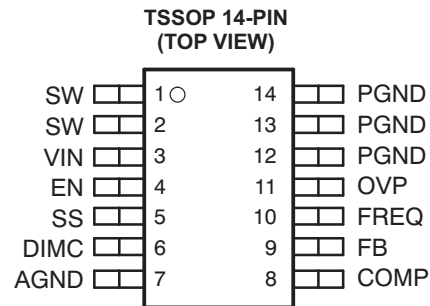 TSSOP 14-PIN
(TOP VIEW)
SW 1 14 PGND
SW 2 13 PGND
VIN 3 12 PGND
EN 4 11 OVP
SS 5 10 FREQ
DIMC 6 9 FB
AGND 7 8 COMP